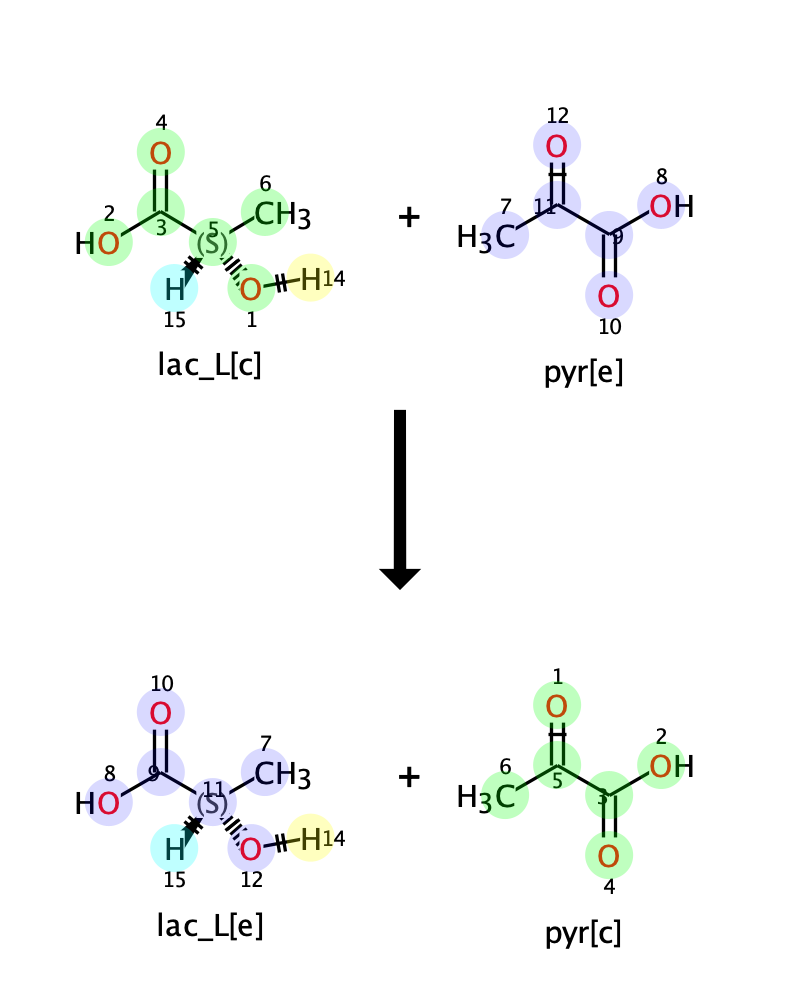 4 12
2 O 6 O 8
HO 3 5 (S) CH3 + 7 11 OH
H O H14 H3C 9
15 1 O
10
lac_L[c] pyr[e]
10 1
8 O 7 O 2
HO 9 11 (S) CH3 + 6 5 OH
H O H14 H3C 3
15 12 O
4
lac_L[e] pyr[c]